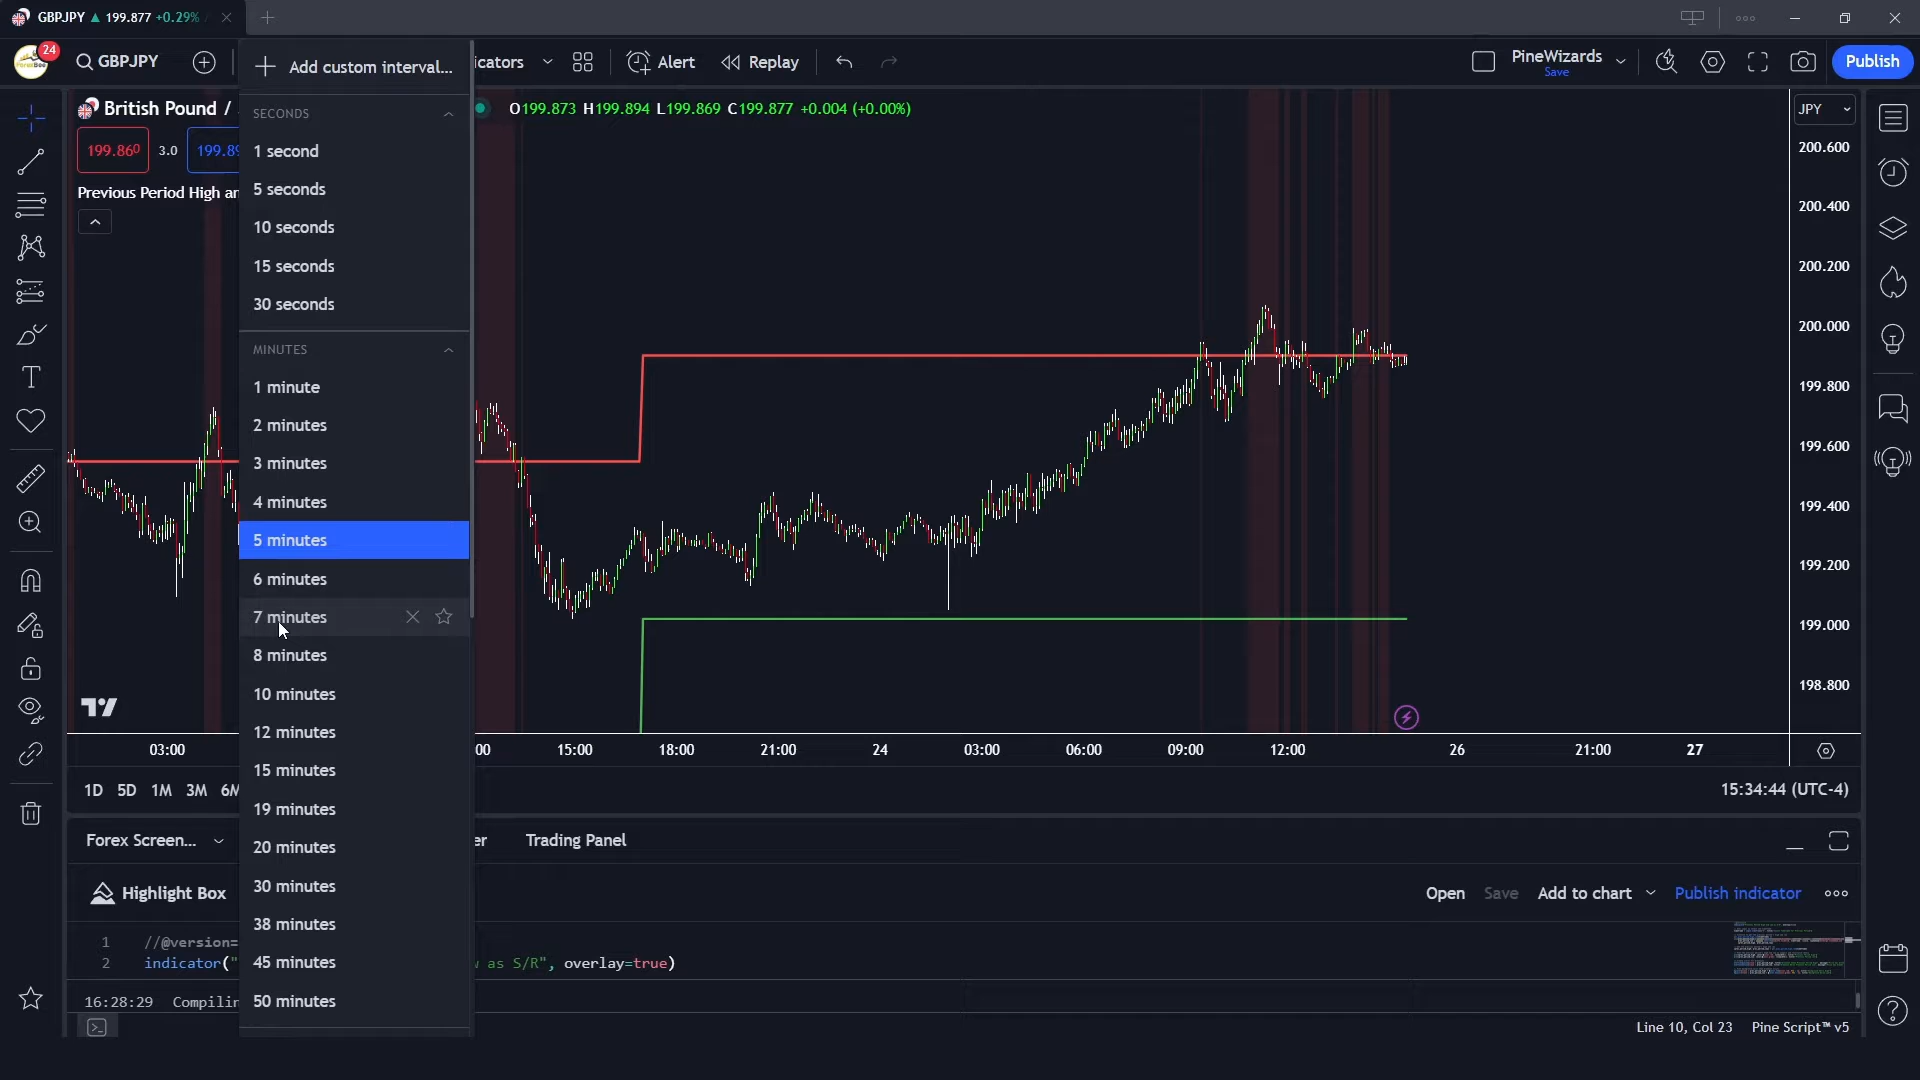 GBPJPY ▲ 199.877 +0.29%
24
GBPJPY
Add custom interval...
icators
Alert
Replay
PineWizards
Save
Publish
British Pound /
O199.873 H199.894 L199.869 C199.877 +0.004 (+0.00%)
JPY
199.860
3.0
199.89
Previous Period High an
SECONDS
1 second
5 seconds
10 seconds
15 seconds
30 seconds
MINUTES
1 minute
2 minutes
3 minutes
4 minutes
5 minutes
6 minutes
7 minutes
8 minutes
10 minutes
12 minutes
15 minutes
19 minutes
20 minutes
30 minutes
38 minutes
45 minutes
50 minutes
200.600
200.400
200.200
200.000
199.800
199.600
199.400
199.200
199.000
198.800
03:00
00
15:00
18:00
21:00
24
03:00
06:00
09:00
12:00
26
21:00
27
1D 5D 1M 3M 6M
15:34:44 (UTC-4)
Forex Screen...
er
Trading Panel
Highlight Box
Open
Save
Add to chart
Publish indicator
1 //@version=
2 indicator("
w as S/R", overlay=true)
16:28:29 Compilin
Line 10, Col 23
Pine Script™ v5